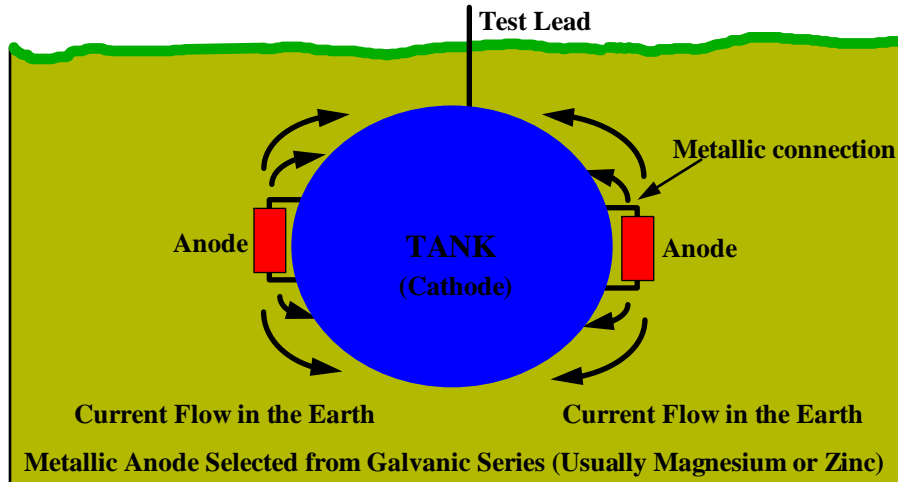 Test Lead
Metallic connection
Anode
TANK
(Cathode)
Anode
Current Flow in the Earth
Current Flow in the Earth
Metallic Anode Selected from Galvanic Series (Usually Magnesium or Zinc)